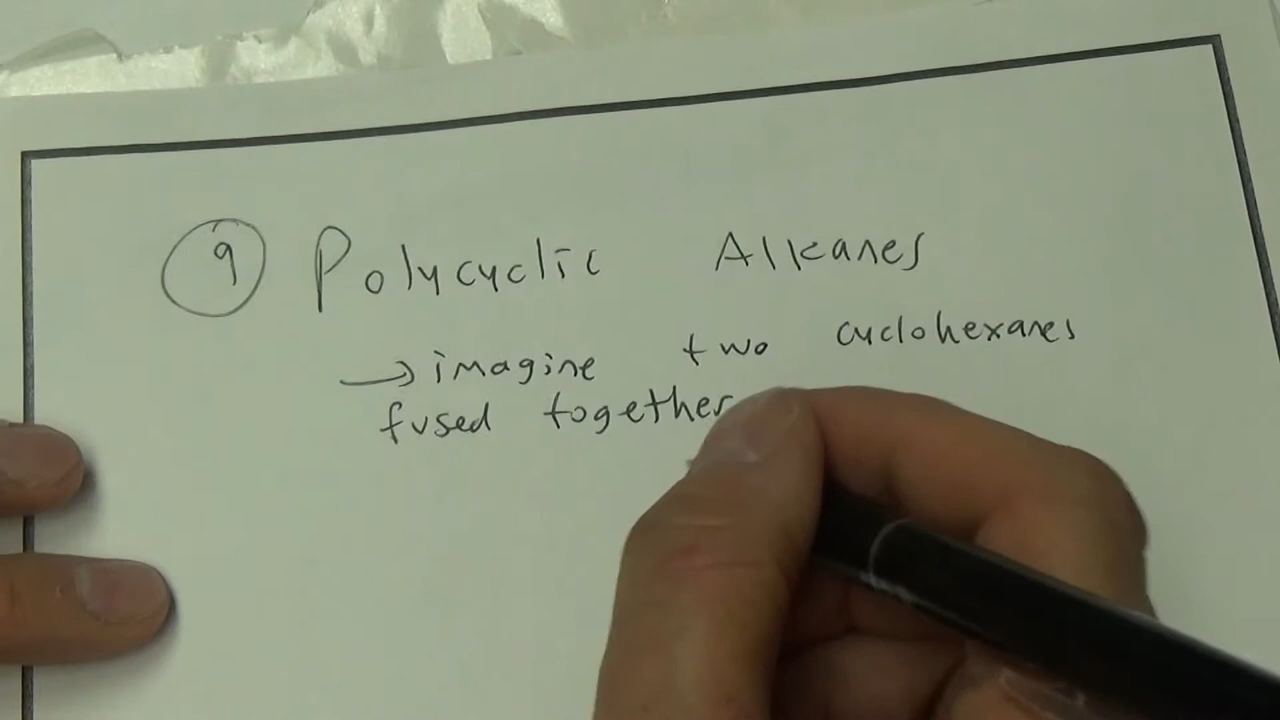 9 Polycyclic Alkanes
→ imagine two cyclohexanes
fused together